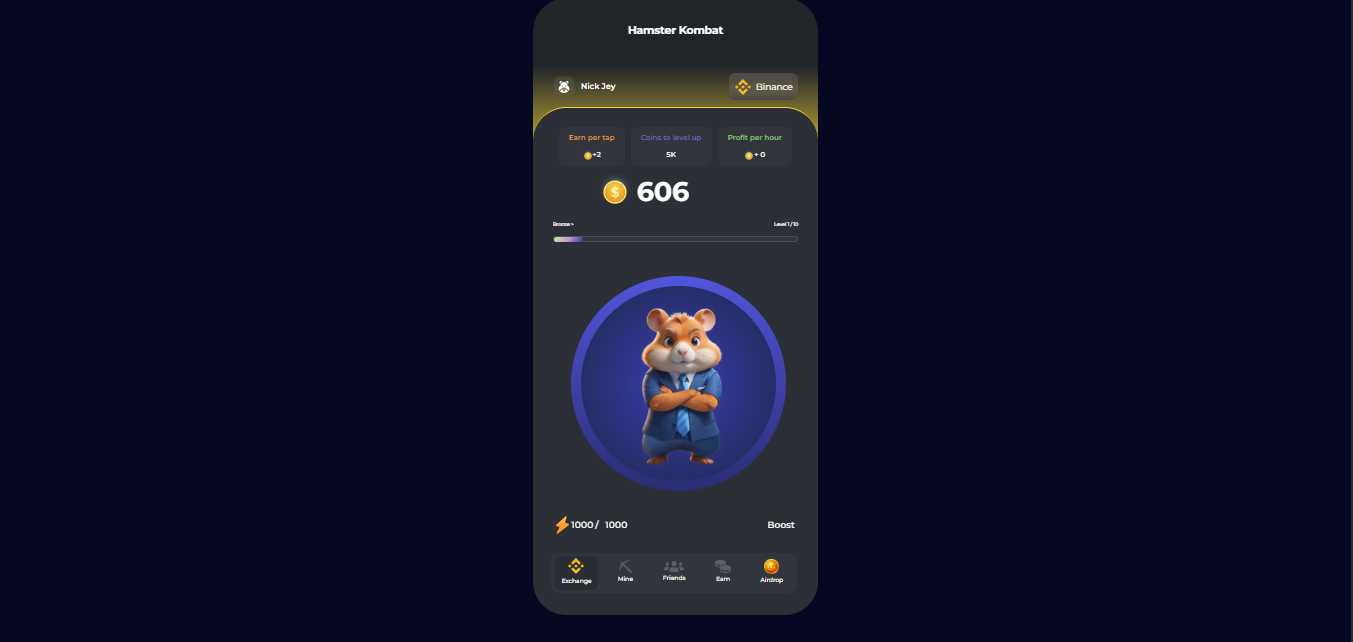 Hamster Kombat
Nick Jey
Binance
Earn per tap
Coins to level up
Profit per hour
+2
5K
+ 0
$ 606
Bronze >
Level 1 / 10
1000 / 1000
Boost
Exchange
Mine
Friends
Earn
Airdrop